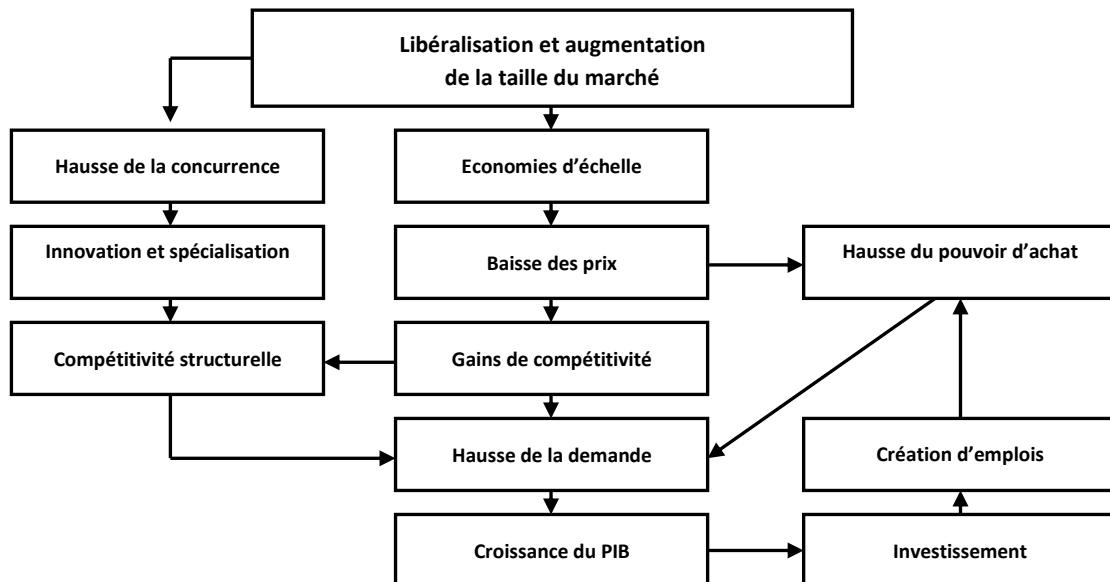 Libéralisation et augmentation
de la taille du marché
Hausse de la concurrence
Economies d’échelle
Innovation et spécialisation
Baisse des prix
Hausse du pouvoir d’achat
Compétitivité structurelle
Gains de compétitivité
Hausse de la demande
Création d’emplois
Croissance du PIB
Investissement